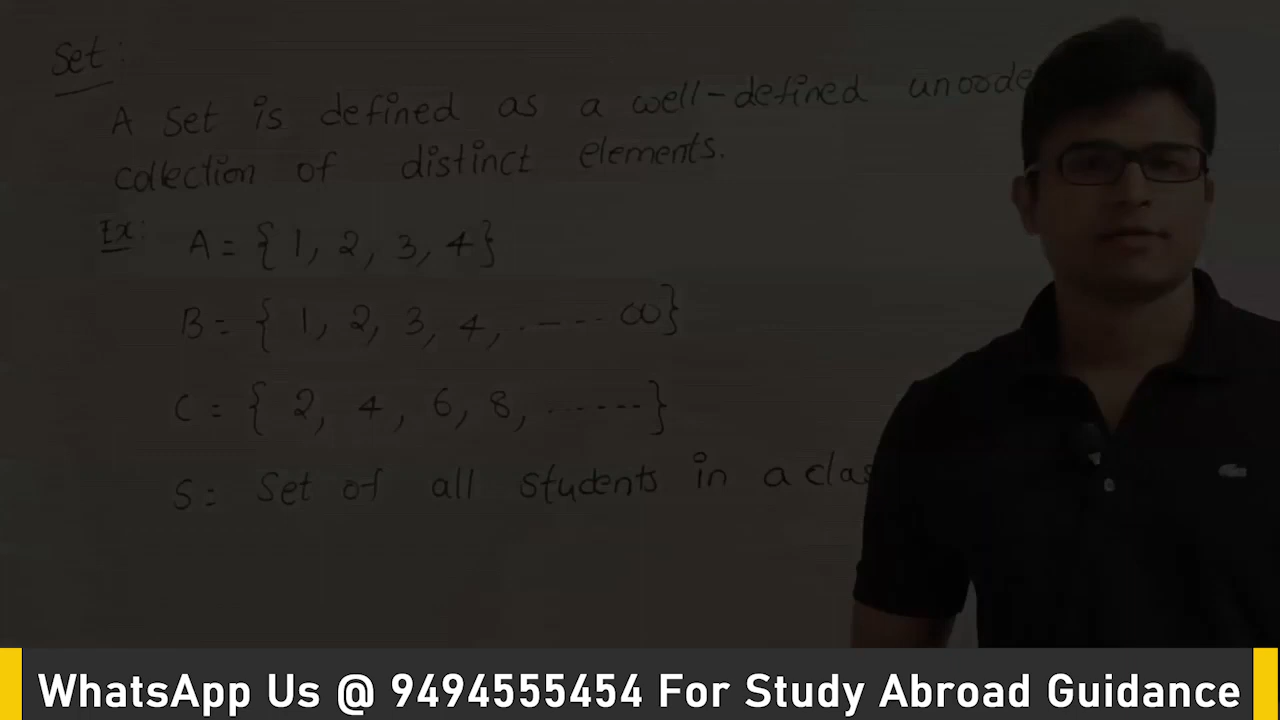 Set:
A Set is defined as a well-defined unorde
collection of distinct elements.
Ex: A = { 1, 2, 3, 4 }
B = { 1, 2, 3, 4, ...... ∞ }
C = { 2, 4, 6, 8, ....... }
S = Set of all students in a clas
WhatsApp Us @ 9494555454 For Study Abroad Guidance